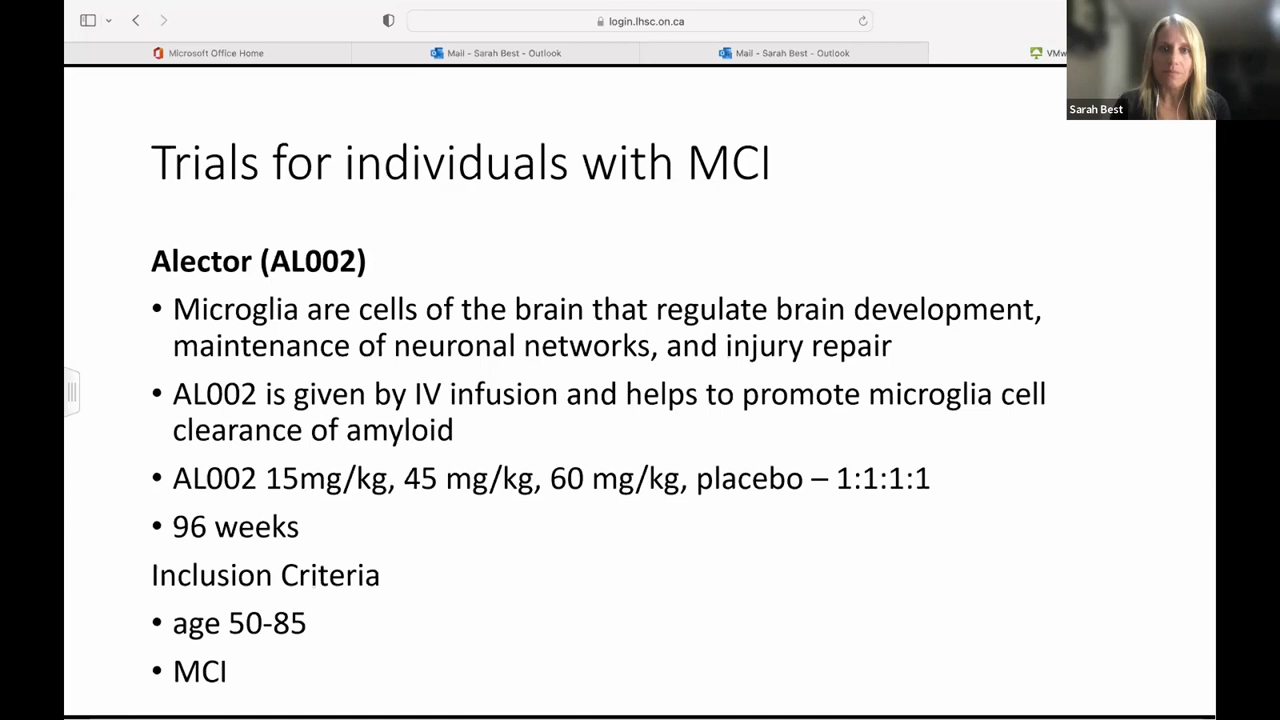 login.lhsc.on.ca
Microsoft Office Home
Mail - Sarah Best - Outlook
Mail - Sarah Best - Outlook
Sarah Best
Trials for individuals with MCI
Alector (AL002)
• Microglia are cells of the brain that regulate brain development,
maintenance of neuronal networks, and injury repair
• AL002 is given by IV infusion and helps to promote microglia cell
clearance of amyloid
• AL002 15mg/kg, 45 mg/kg, 60 mg/kg, placebo – 1:1:1:1
• 96 weeks
Inclusion Criteria
• age 50-85
• MCI